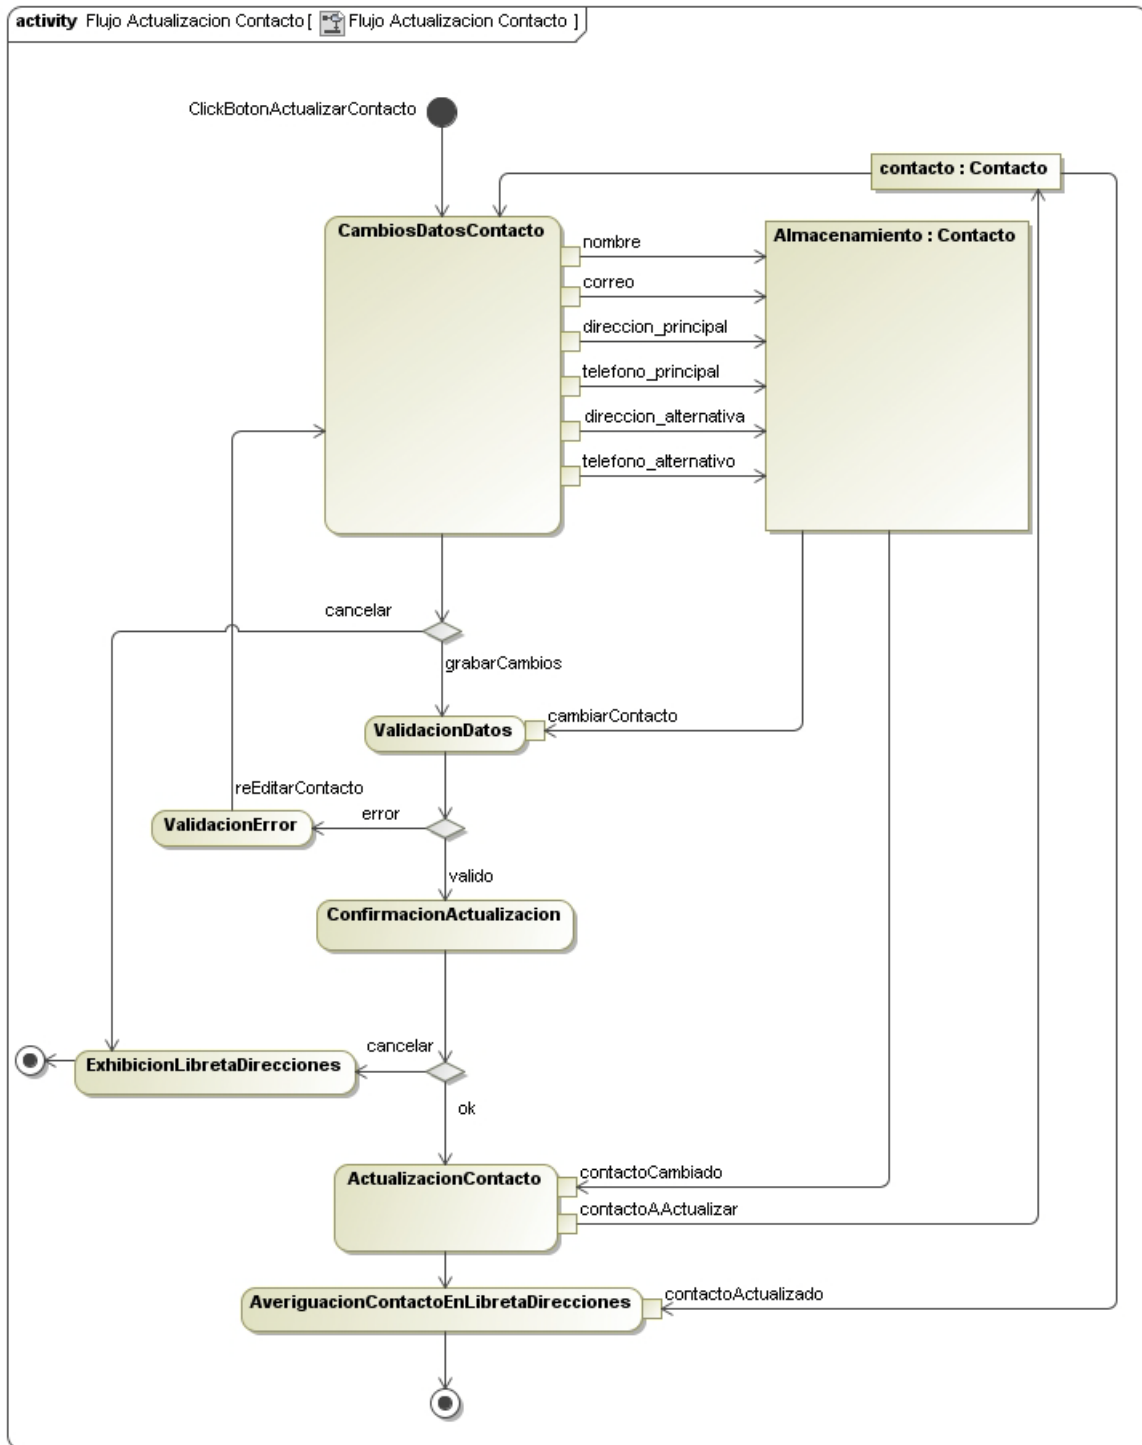 activity Flujo Actualizacion Contacto [ Flujo Actualizacion Contacto ]
ClickBotonActualizarContacto
contacto : Contacto
CambiosDatosContacto
Almacenamiento : Contacto
nombre
correo
direccion_principal
telefono_principal
direccion_alternativa
telefono_alternativo
cancelar
grabarCambios
ValidacionDatos
cambiarContacto
reEditarContacto
ValidacionError
error
valido
ConfirmacionActualizacion
cancelar
ExhibicionLibretaDirecciones
ok
ActualizacionContacto
contactoCambiado
contactoAActualizar
AveriguacionContactoEnLibretaDirecciones
contactoActualizado